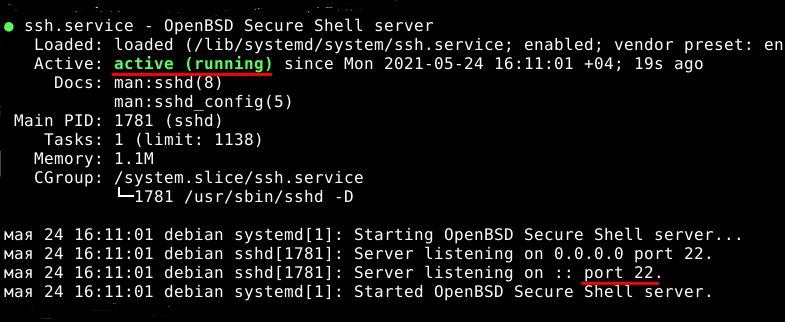 ● ssh.service - OpenBSD Secure Shell server
Loaded: loaded (/lib/systemd/system/ssh.service; enabled; vendor preset: en
Active: active (running) since Mon 2021-05-24 16:11:01 +04; 19s ago
Docs: man:sshd(8)
man:sshd_config(5)
Main PID: 1781 (sshd)
Tasks: 1 (limit: 1138)
Memory: 1.1M
CGroup: /system.slice/ssh.service
└─1781 /usr/sbin/sshd -D
мая 24 16:11:01 debian systemd[1]: Starting OpenBSD Secure Shell server...
мая 24 16:11:01 debian sshd[1781]: Server listening on 0.0.0.0 port 22.
мая 24 16:11:01 debian sshd[1781]: Server listening on :: port 22.
мая 24 16:11:01 debian systemd[1]: Started OpenBSD Secure Shell server.